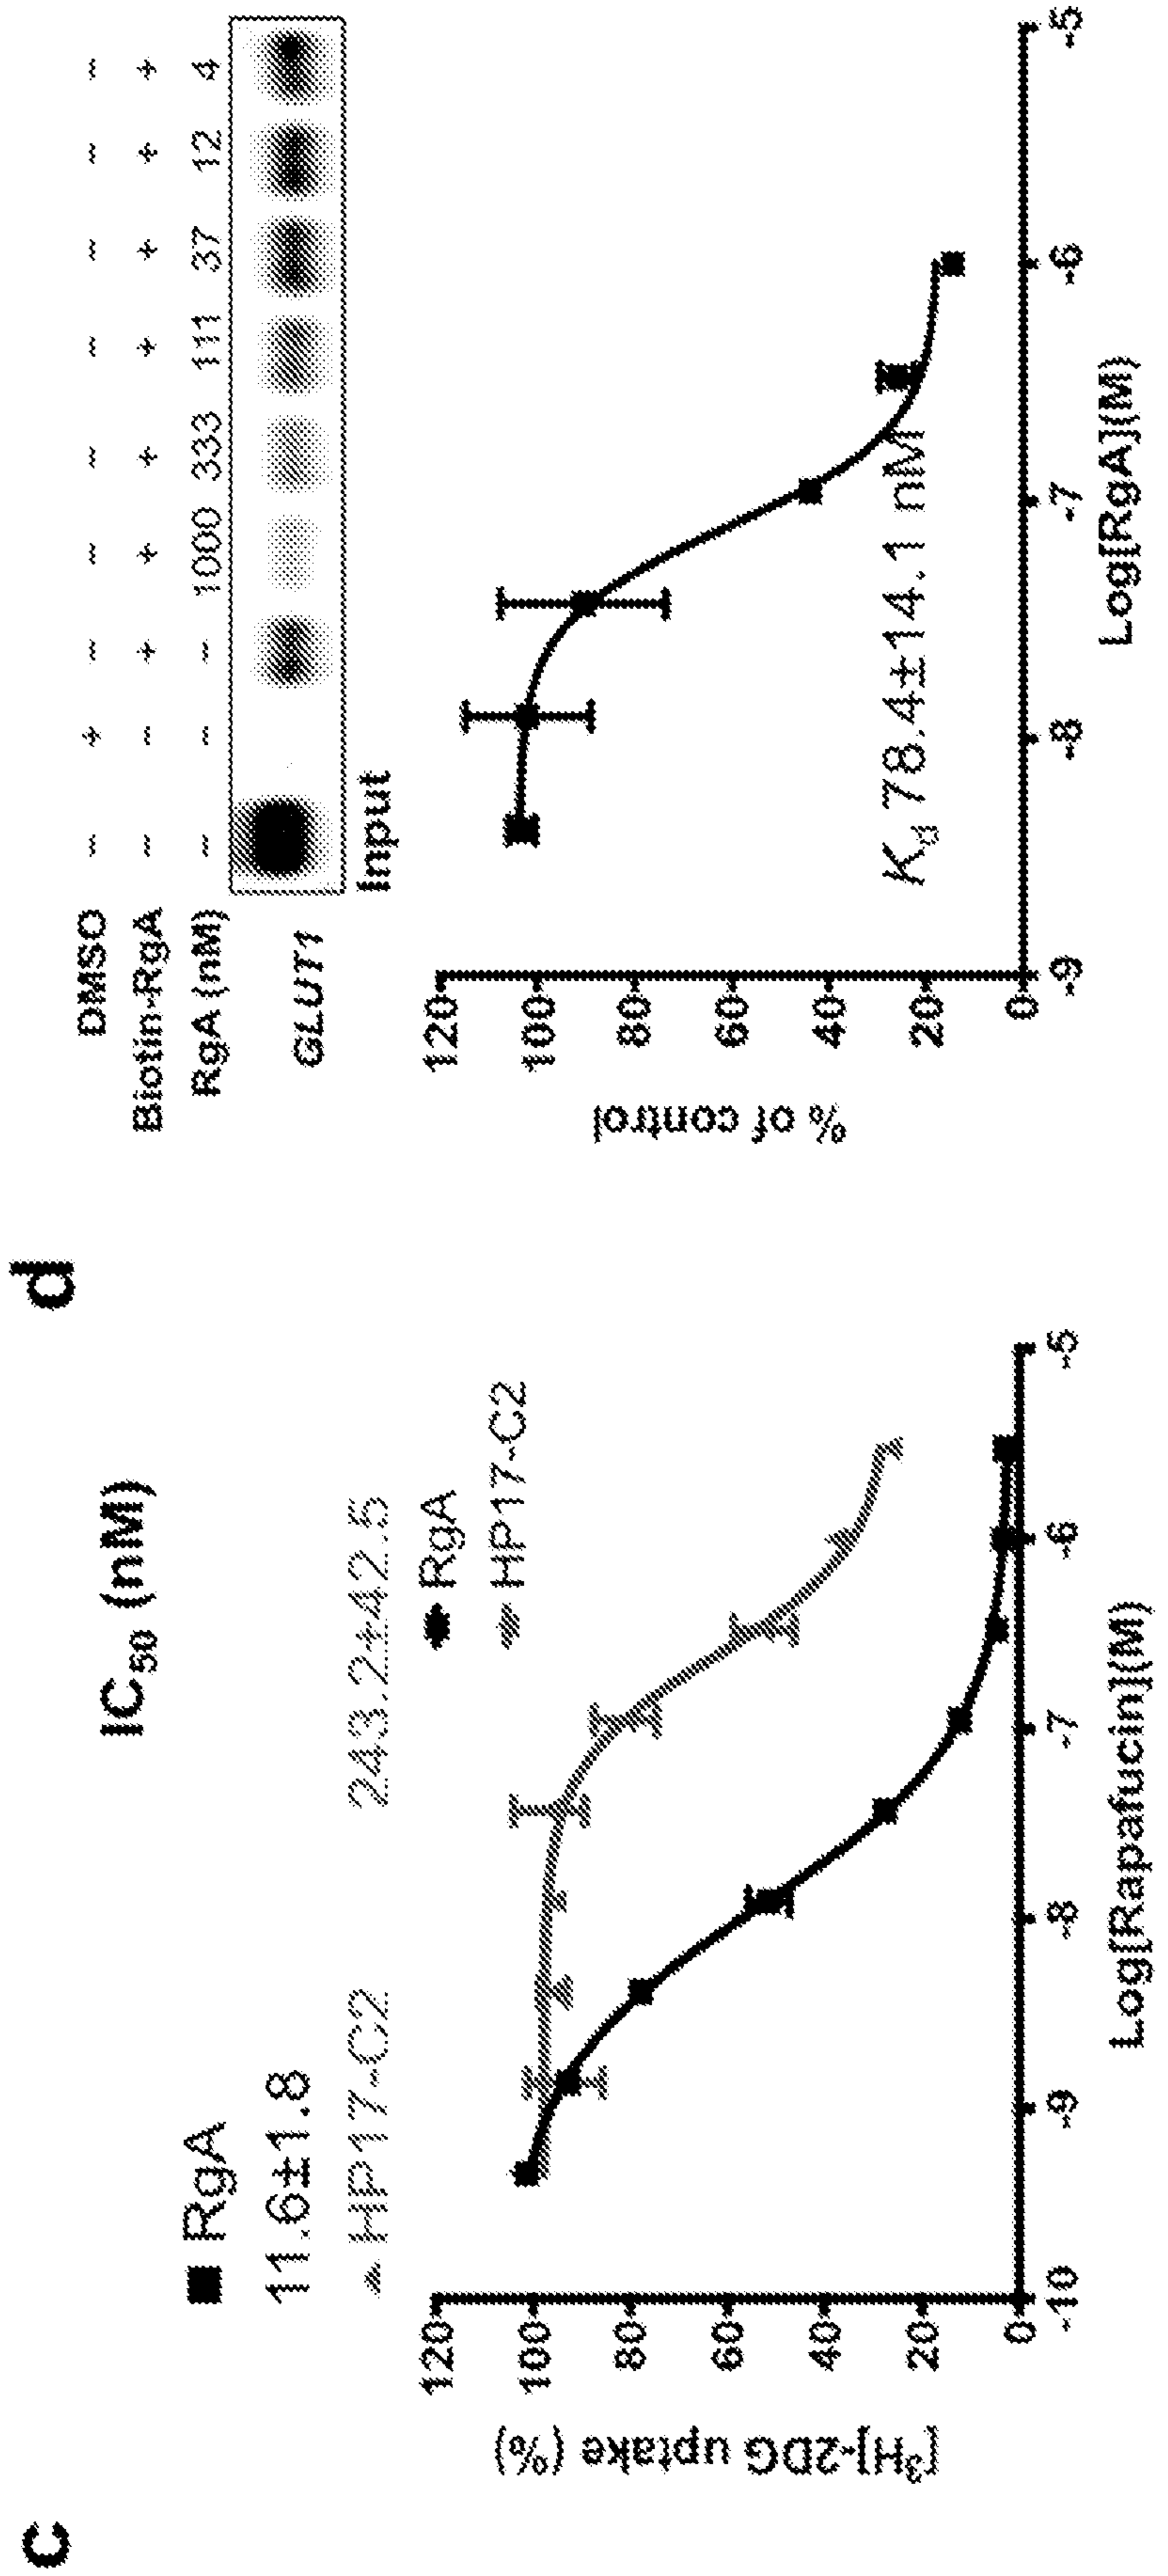 c
IC50 (nM)
■ RgA
11.6±1.8
HP17-C2 243.2±42.5
RgA
HP17-C2
[3H]-2DG uptake (%)
120
100
80
60
40
20
0
-10 -9 -8 -7 -6 -5
Log[Rapafucin](M)
d
DMSO -- + -- -- -- -- -- -- --
Biotin-RgA -- -- + + + + + + +
RgA (nM) -- -- -- 1000 333 111 37 12 4
GLUT1
Input
% of control
120
100
80
60
40
20
0
Kd 78.4±14.1 nM
-9 -8 -7 -6 -5
Log[RgA](M)